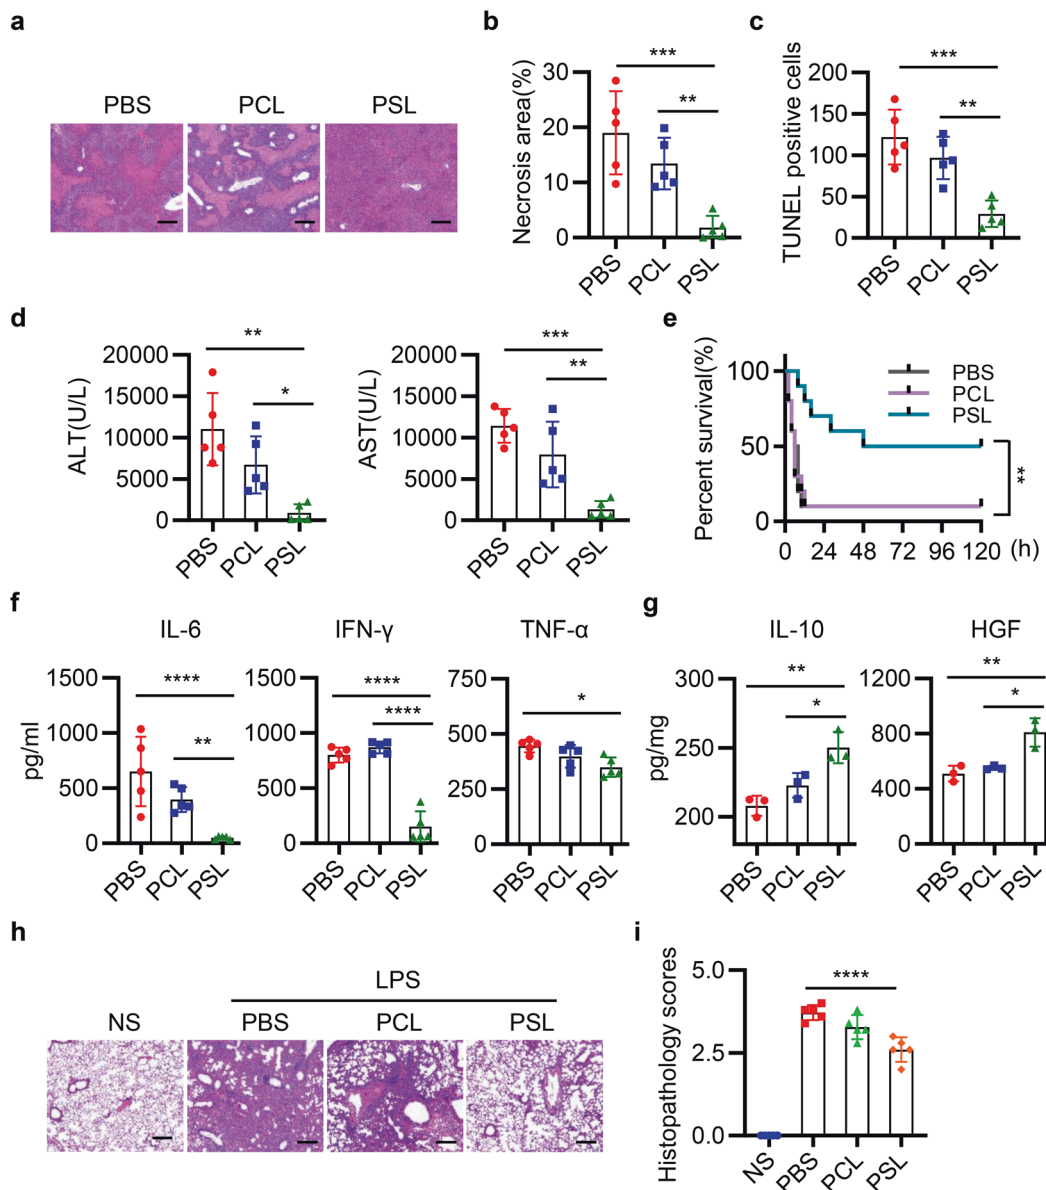 a
PBS PCL PSL
b
Necrosis area(%)
30
20
10
0
***
**
PBS PCL PSL
c
TUNEL positive cells
200
150
100
50
0
***
**
PBS PCL PSL
d
ALT(U/L)
20000
15000
10000
5000
0
**
*
PBS PCL PSL
AST(U/L)
20000
15000
10000
5000
0
***
**
PBS PCL PSL
e
Percent survival(%)
100
50
0
PBS
PCL
PSL
**
0 24 48 72 96 120 (h)
f
IL-6
pg/ml
1500
1000
500
0
****
**
PBS PCL PSL
IFN-γ
1500
1000
500
0
****
****
PBS PCL PSL
TNF-α
750
500
250
0
*
PBS PCL PSL
g
IL-10
pg/mg
300
250
200
**
*
PBS PCL PSL
HGF
1200
800
400
0
**
*
PBS PCL PSL
h
LPS
NS PBS PCL PSL
i
Histopathology scores
5.0
2.5
0.0
****
NS PBS PCL PSL